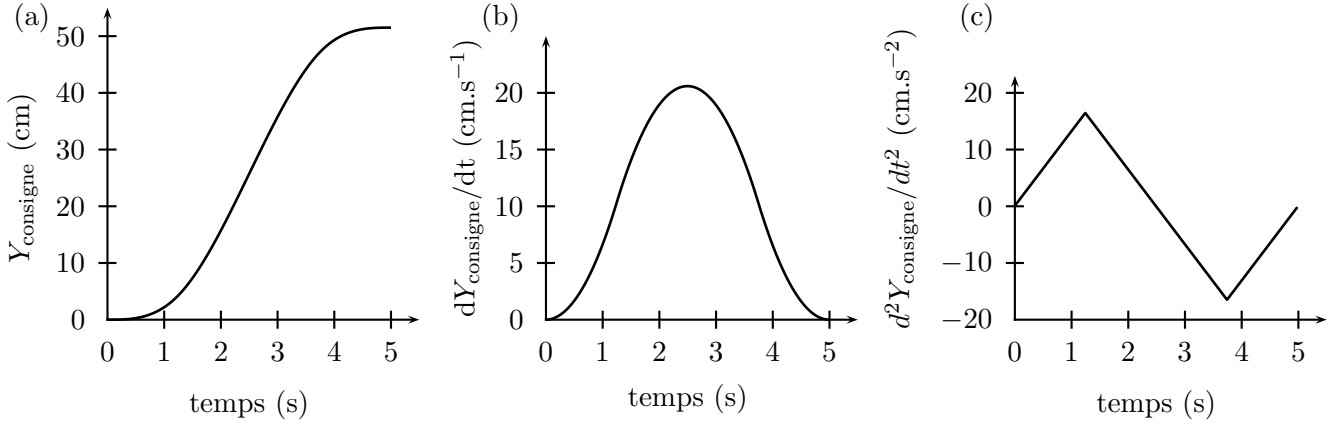 (a)
50
40
30
20
10
0
Y_consigne (cm)
0 1 2 3 4 5
temps (s)
(b)
20
15
10
5
0
dY_consigne/dt (cm.s⁻¹)
0 1 2 3 4 5
temps (s)
(c)
20
10
0
−10
−20
d²Y_consigne/dt² (cm.s⁻²)
0 1 2 3 4 5
temps (s)